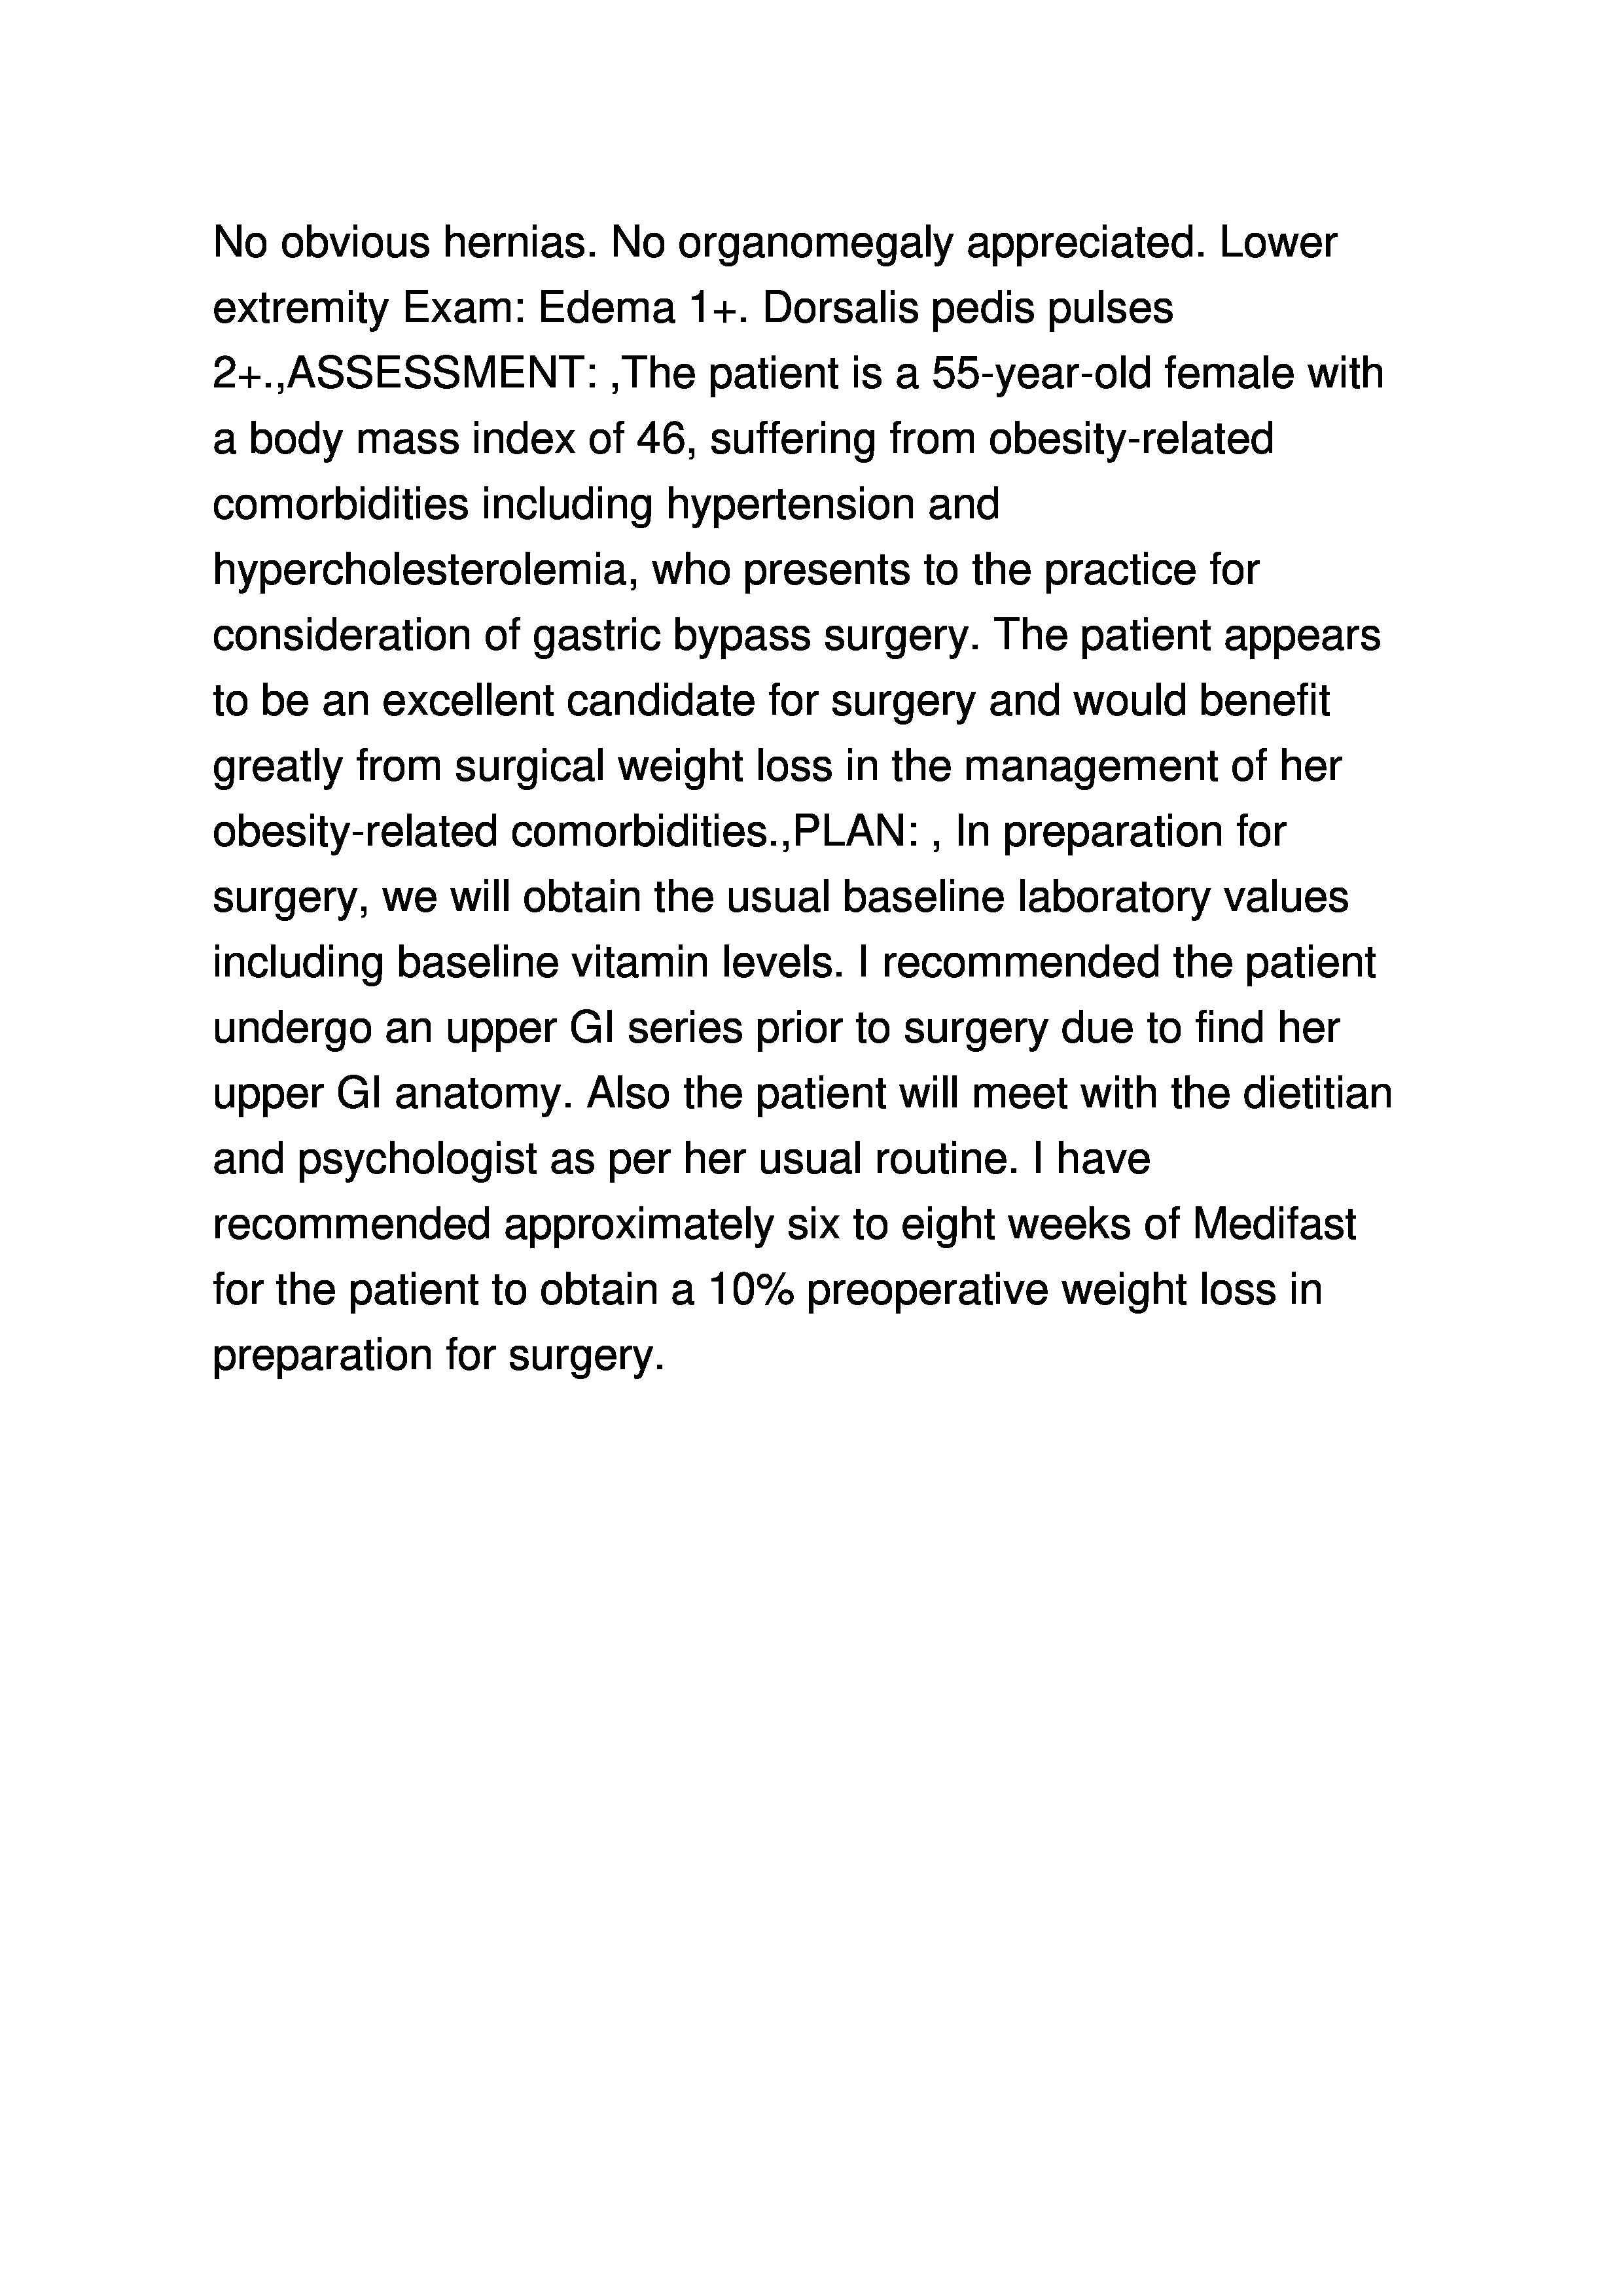 No obvious hernias. No organomegaly appreciated. Lower
extremity Exam: Edema 1+. Dorsalis pedis pulses
2+.,ASSESSMENT: ,The patient is a 55-year-old female with
a body mass index of 46, suffering from obesity-related
comorbidities including hypertension and
hypercholesterolemia, who presents to the practice for
consideration of gastric bypass surgery. The patient appears
to be an excellent candidate for surgery and would benefit
greatly from surgical weight loss in the management of her
obesity-related comorbidities.,PLAN: , In preparation for
surgery, we will obtain the usual baseline laboratory values
including baseline vitamin levels. I recommended the patient
undergo an upper GI series prior to surgery due to find her
upper GI anatomy. Also the patient will meet with the dietitian
and psychologist as per her usual routine. I have
recommended approximately six to eight weeks of Medifast
for the patient to obtain a 10% preoperative weight loss in
preparation for surgery.